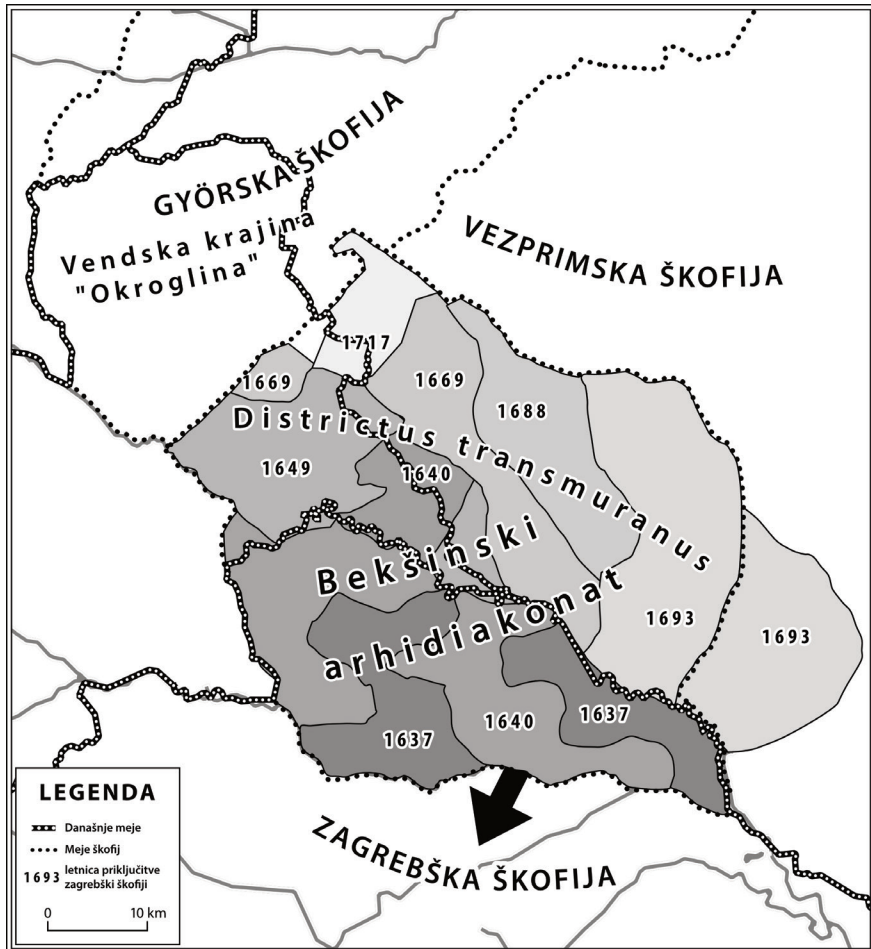 GYÖRSKA ŠKOFIJA
Vendska krajina
"Okroglina"
VEZPRIMSKA ŠKOFIJA
1717
1669
1669
1688
Districtus transmuranus
1649
1640
Bekšinski
arhidiakonat
1693
1693
1637
1640
1637
ZAGREBŠKA ŠKOFIJA
LEGENDA
Današnje meje
Meje škofij
1693 letnica priključitve
zagrebški škofiji
0 10 km